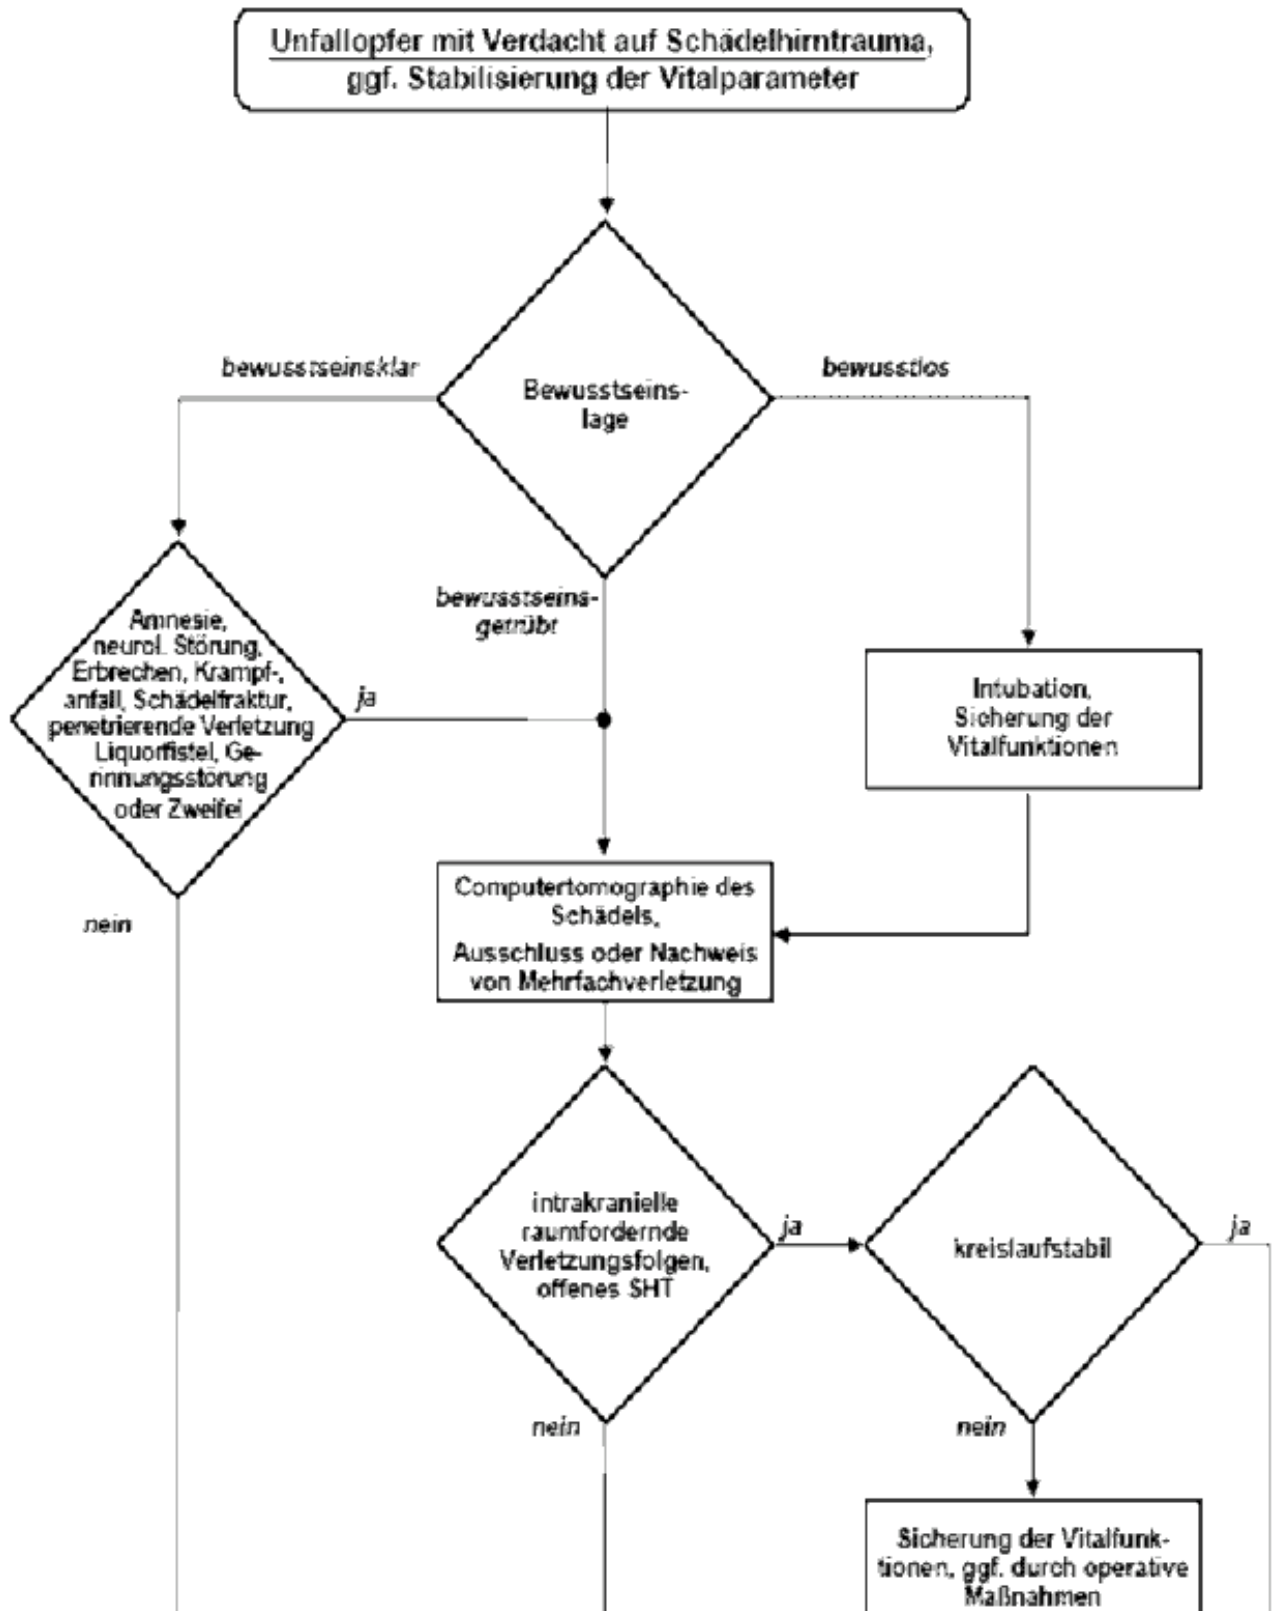 Unfallopfer mit Verdacht auf Schädelhirntrauma,
ggf. Stabilisierung der Vitalparameter
bewusstseinsklar
bewusstlos
Bewusstseins-
lage
bewusstseins-
getrübt
Amnesie,
neurol. Störung,
Erbrechen, Krampf-,
anfall, Schädelfraktur,
penetrierende Verletzung
Liquorfistel, Ge-
rinnungsstörung
oder Zweifel
ja
nein
Intubation,
Sicherung der
Vitalfunktionen
Computertomographie des
Schädels,
Ausschluss oder Nachweis
von Mehrfachverletzung
intrakranielle
raumfordernde
Verletzungsfolgen,
offenes SHT
ja
nein
kreislaufstabil
ja
nein
Sicherung der Vitalfunk-
tionen, ggf. durch operative
Maßnahmen